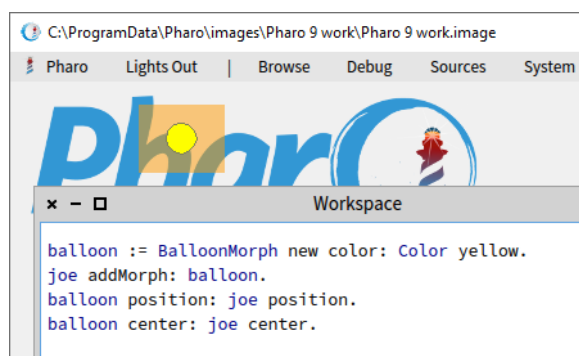 C:\ProgramData\Pharo\images\Pharo 9 work\Pharo 9 work.image
Pharo Lights Out | Browse Debug Sources System
Pharo
Workspace
balloon := BalloonMorph new color: Color yellow.
joe addMorph: balloon.
balloon position: joe position.
balloon center: joe center.